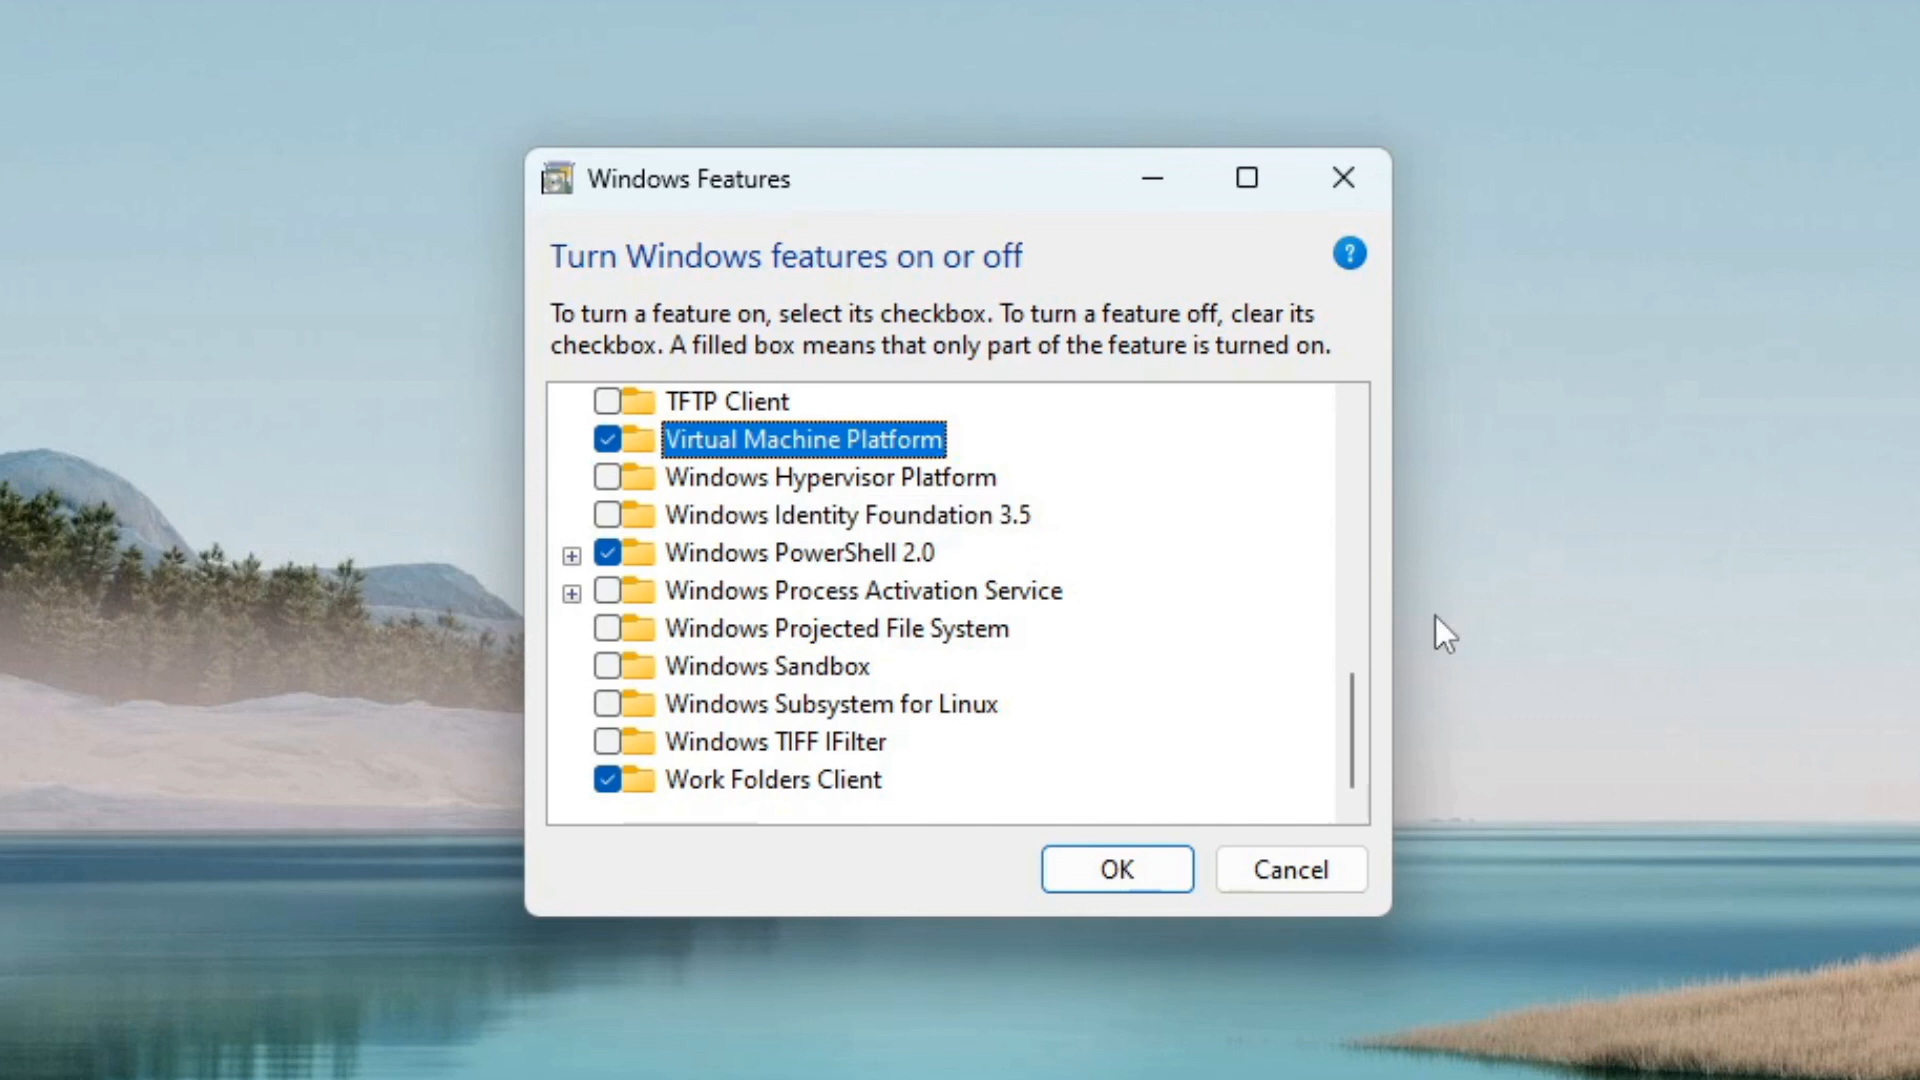 Windows Features
Turn Windows features on or off
?
To turn a feature on, select its checkbox. To turn a feature off, clear its
checkbox. A filled box means that only part of the feature is turned on.
TFTP Client
Virtual Machine Platform
Windows Hypervisor Platform
Windows Identity Foundation 3.5
Windows PowerShell 2.0
Windows Process Activation Service
Windows Projected File System
Windows Sandbox
Windows Subsystem for Linux
Windows TIFF IFilter
Work Folders Client
OK
Cancel